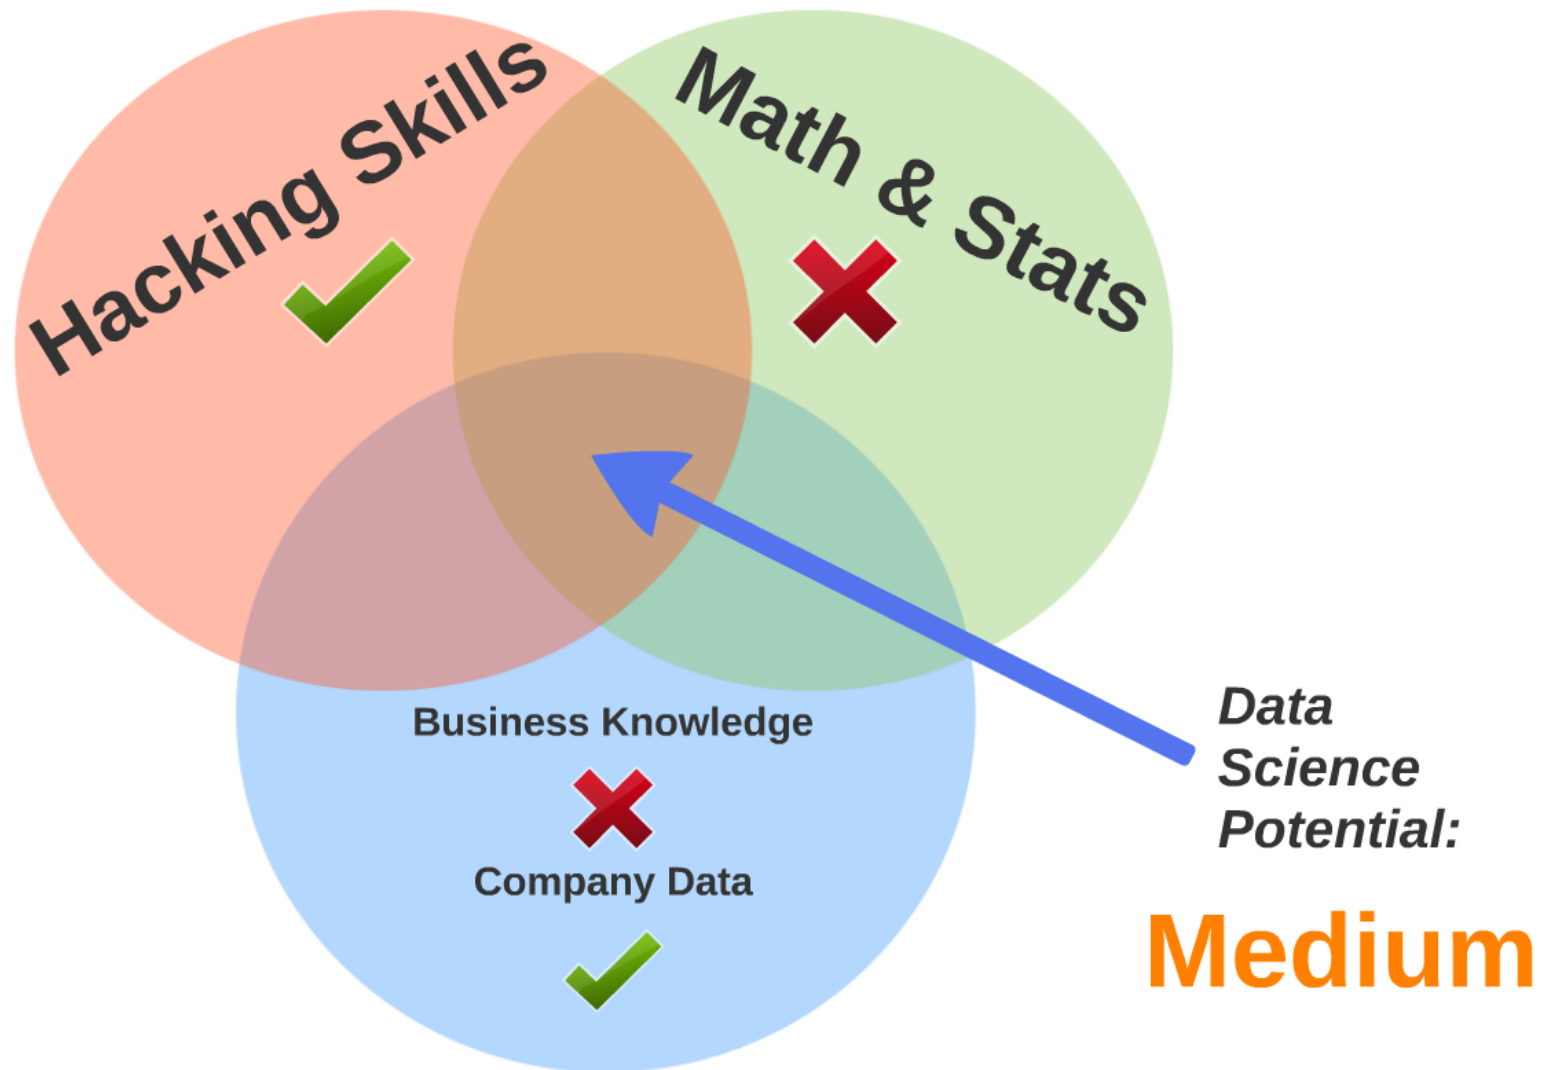 Hacking Skills
Math & Stats
Business Knowledge
Company Data
Data
Science
Potential:
Medium